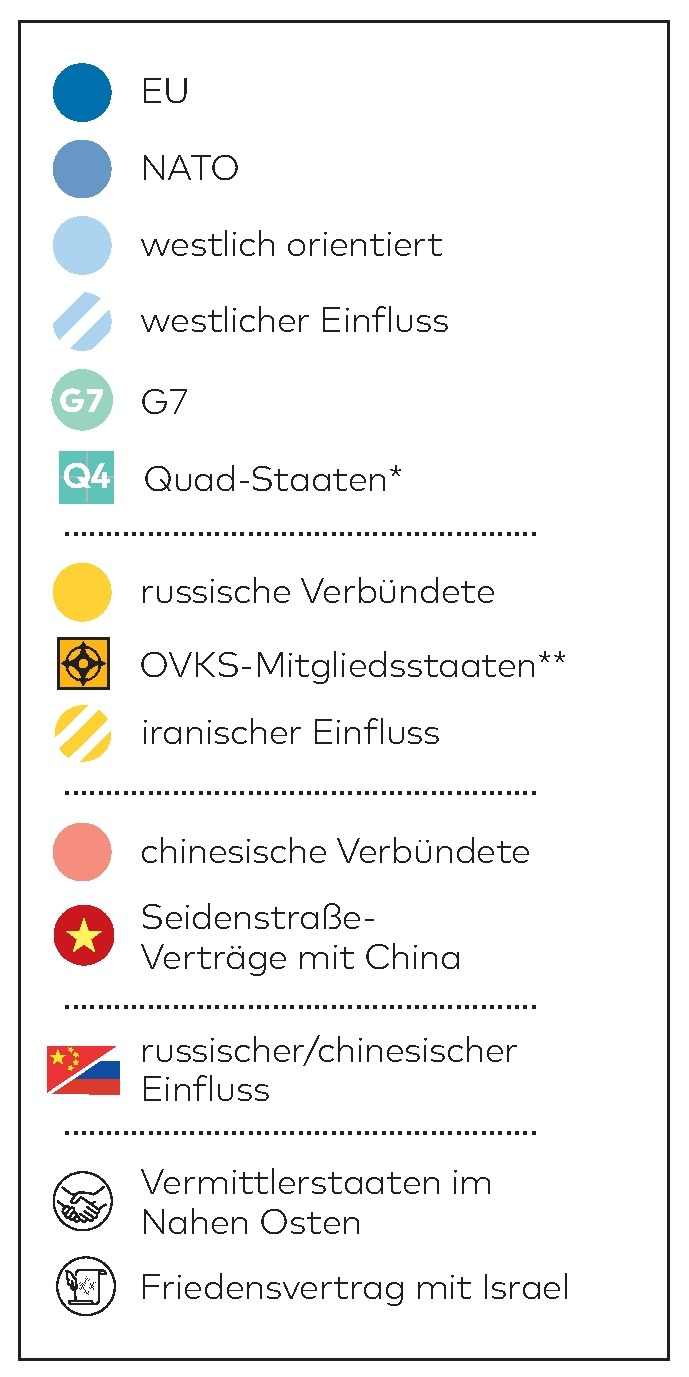 EU
NATO
westlich orientiert
westlicher Einfluss
G7 G7
Q4 Quad-Staaten*
russische Verbündete
OVKS-Mitgliedsstaaten**
iranischer Einfluss
chinesische Verbündete
Seidenstraße-
Verträge mit China
russischer/chinesischer
Einfluss
Vermittlerstaaten im
Nahen Osten
Friedensvertrag mit Israel